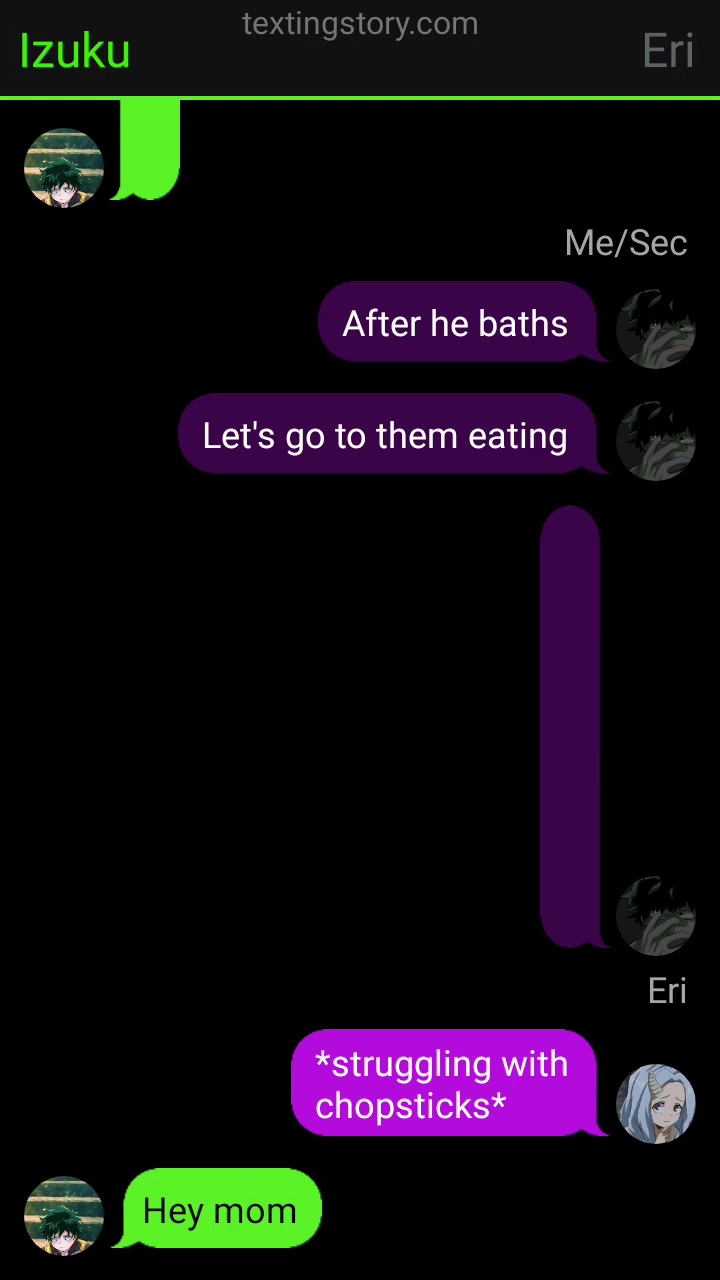 textingstory.com
Izuku
Eri
Me/Sec
After he baths
Let's go to them eating
Eri
*struggling with
chopsticks*
Hey mom